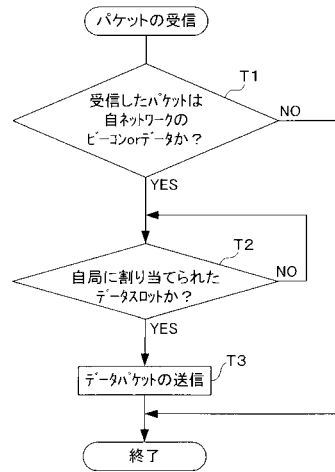 パケットの受信
T1
受信したパケットは
自ネットワークの
ビーコンorデータか？
NO
YES
T2
自局に割り当てられた
データスロットか？
NO
YES
T3
データパケットの送信
終了